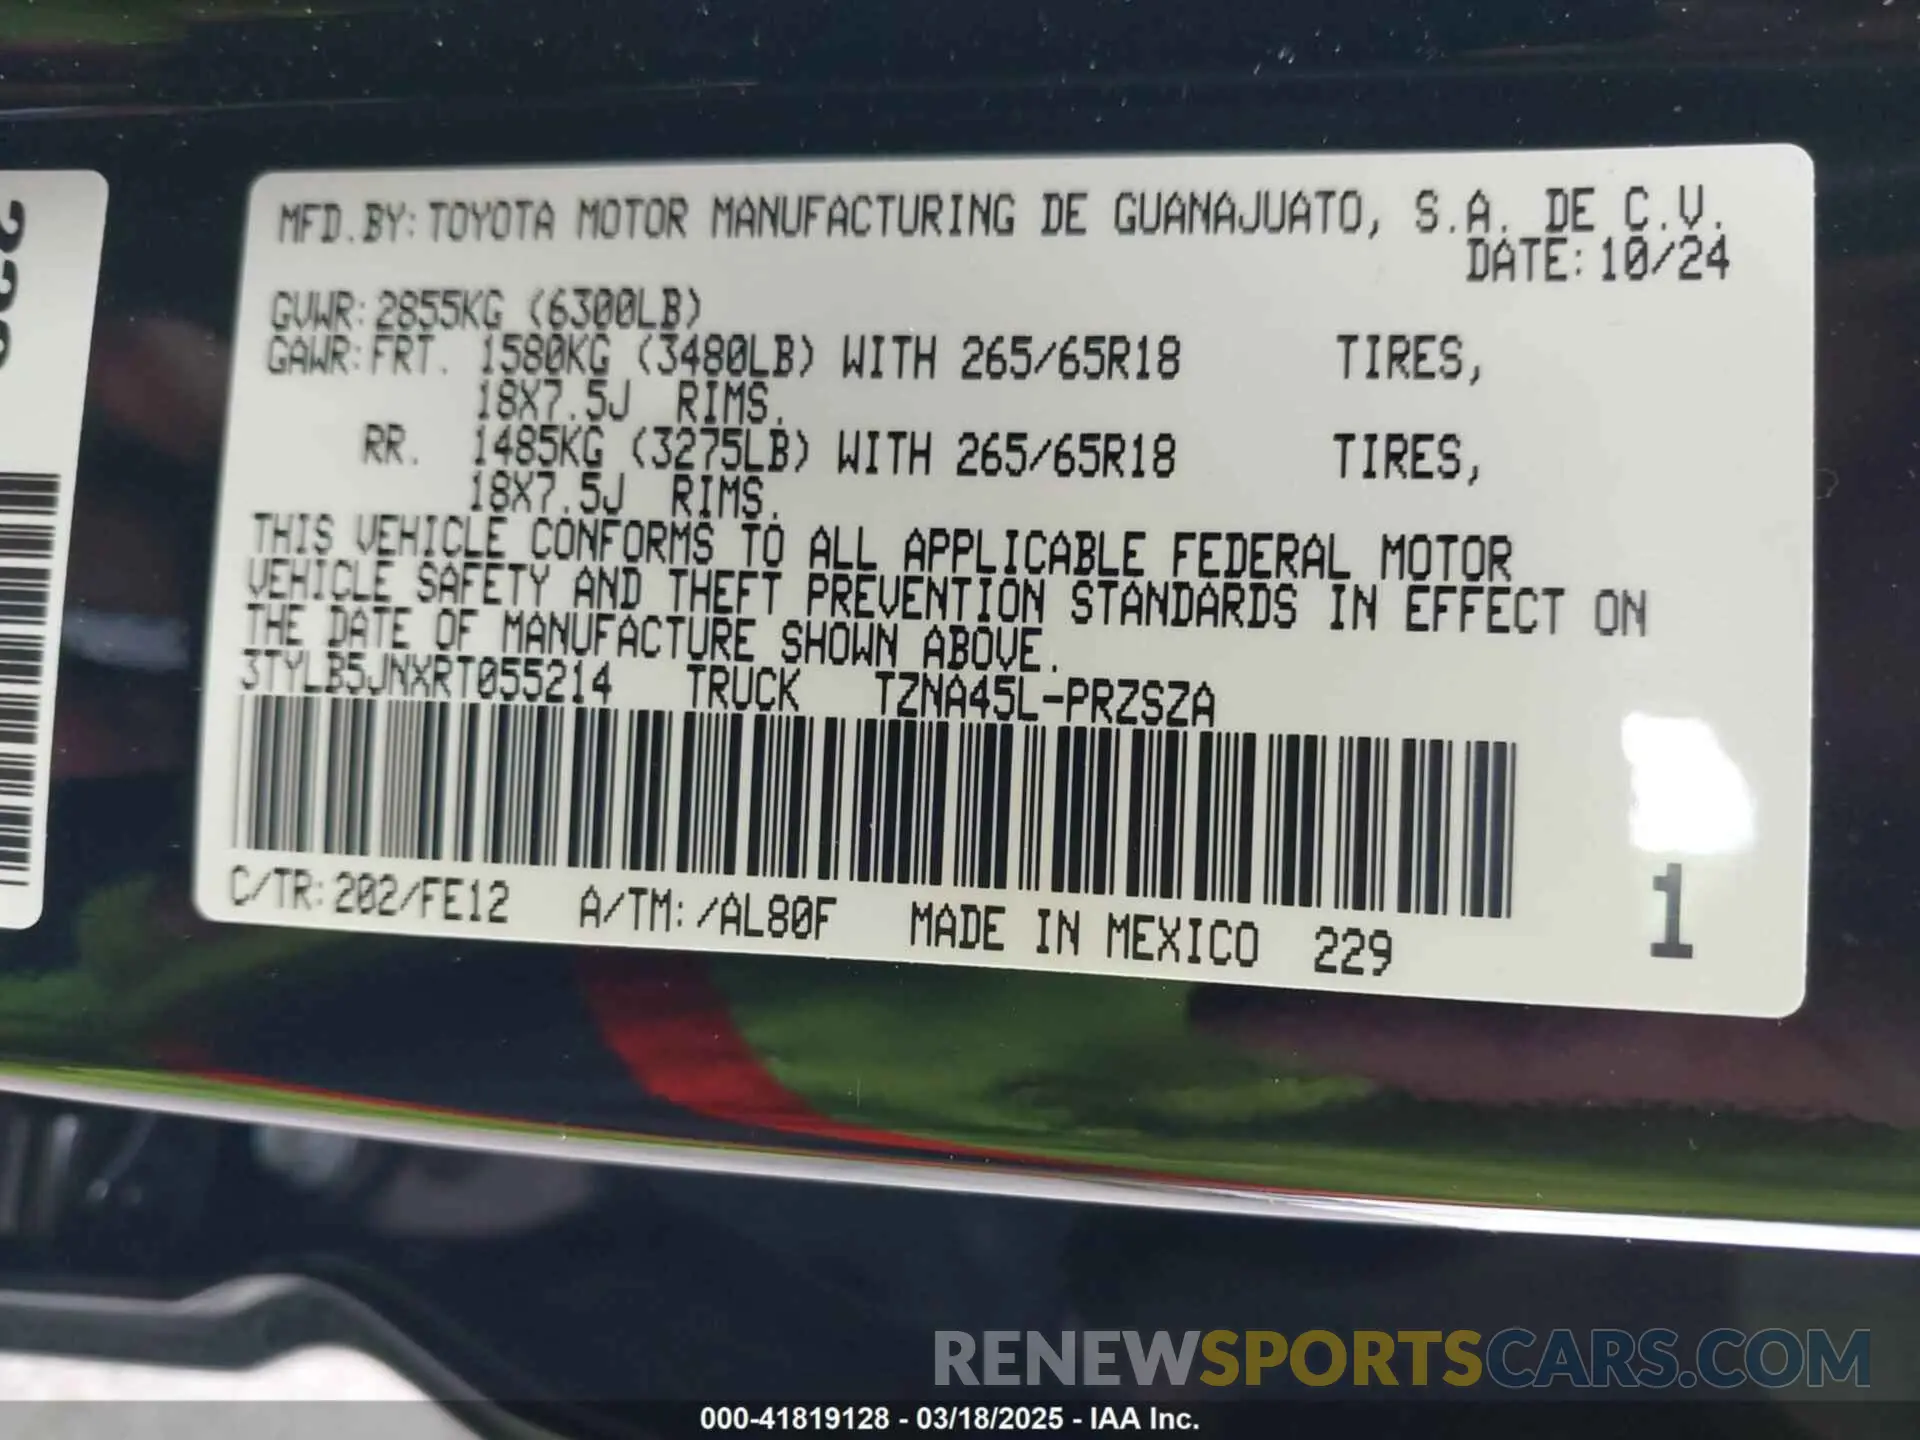 MFD.BY:TOYOTA MOTOR MANUFACTURING DE GUANAJUATO, S.A. DE C.V.
DATE:10/24
GVWR:2855KG (6300LB)
GAWR:FRT. 1580KG (3480LB) WITH 265/65R18 TIRES,
18X7.5J RIMS.
RR. 1485KG (3275LB) WITH 265/65R18 TIRES,
18X7.5J RIMS.
THIS VEHICLE CONFORMS TO ALL APPLICABLE FEDERAL MOTOR
VEHICLE SAFETY AND THEFT PREVENTION STANDARDS IN EFFECT ON
THE DATE OF MANUFACTURE SHOWN ABOVE.
3TYLB5JNXRT055214 TRUCK TZNA45L-PRZSZA
C/TR:202/FE12 A/TM:/AL80F MADE IN MEXICO 229
1
RENEWSPORTSCARS.COM
000-41819128 - 03/18/2025 - IAA Inc.